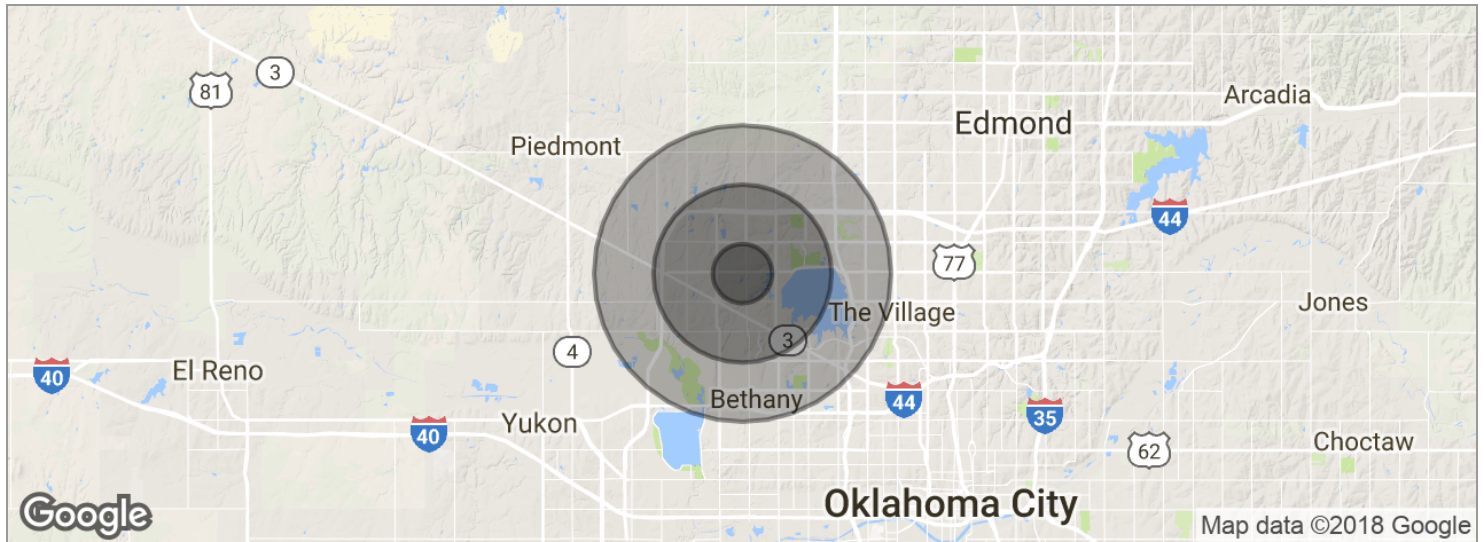 3
81
Arcadia
Edmond
Piedmont
44
77
Jones
The Village
3
4
El Reno
40
Bethany
44
35
Yukon
40
62
Choctaw
Oklahoma City
Google
Map data ©2018 Google